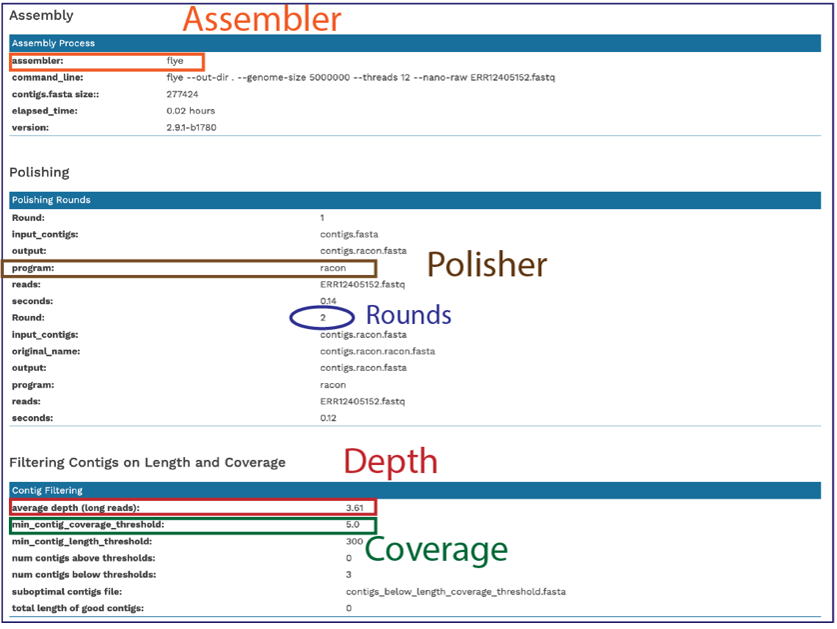 Assembly
Assembler
Assembly Process
assembler: flye
command_line: flye --out-dir . --genome-size 5000000 --threads 12 --nano-raw ERR12405152.fastq
contigs.fasta size:: 277424
elapsed_time: 0.02 hours
version: 2.9.1-b1780
Polishing
Polishing Rounds
Round: 1
input_contigs: contigs.fasta
output: contigs.racon.fasta
program: racon
Polisher
reads: ERR12405152.fastq
seconds: 0.14
Round: 2
Rounds
input_contigs: contigs.racon.fasta
original_name: contigs.racon.racon.fasta
output: contigs.racon.fasta
program: racon
reads: ERR12405152.fastq
seconds: 0.12
Filtering Contigs on Length and Coverage
Depth
Contig Filtering
average depth (long reads): 3.61
min_contig_coverage_threshold: 5.0
min_contig_length_threshold: 300
Coverage
num contigs above thresholds: 0
num contigs below thresholds: 3
suboptimal contigs file: contigs_below_length_coverage_threshold.fasta
total length of good contigs: 0